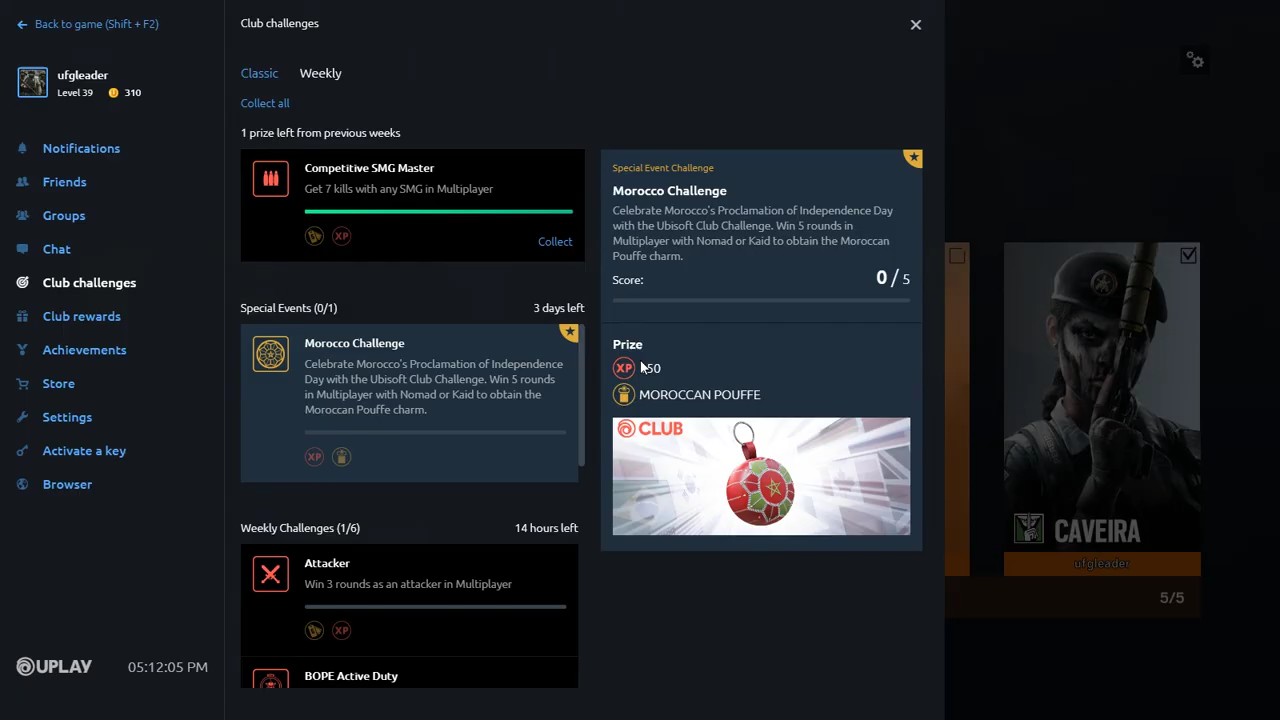 Back to game (Shift + F2)
ufgleader
Level 39 310
Notifications
Friends
Groups
Chat
Club challenges
Club rewards
Achievements
Store
Settings
Activate a key
Browser
UPLAY 05:12:05 PM
Club challenges
Classic Weekly
Collect all
1 prize left from previous weeks
Competitive SMG Master
Get 7 kills with any SMG in Multiplayer
XP
Collect
Special Events (0/1) 3 days left
Morocco Challenge
Celebrate Morocco's Proclamation of Independence
Day with the Ubisoft Club Challenge. Win 5 rounds
in Multiplayer with Nomad or Kaid to obtain the
Moroccan Pouffe charm.
XP
Weekly Challenges (1/6) 14 hours left
Attacker
Win 3 rounds as an attacker in Multiplayer
XP
BOPE Active Duty
Special Event Challenge
Morocco Challenge
Celebrate Morocco's Proclamation of Independence Day
with the Ubisoft Club Challenge. Win 5 rounds in
Multiplayer with Nomad or Kaid to obtain the Moroccan
Pouffe charm.
Score: 0 / 5
Prize
XP
MOROCCAN POUFFE
CLUB
CAVEIRA
ufgleader
5/5